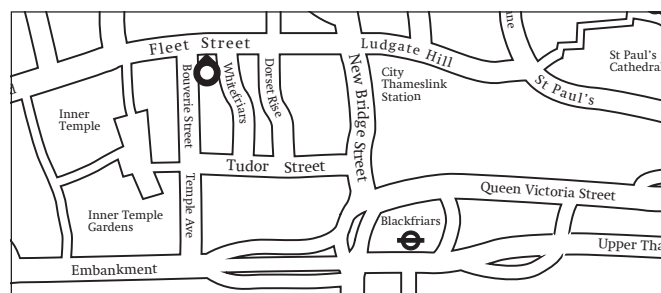 Fleet Street
Ludgate Hill
St Paul's
Cathedral
St Paul's
City
Thameslink
Station
New Bridge Street
Dorset Rise
Whitefriars
Bouverie Street
Inner
Temple
Tudor Street
Temple Ave
Inner Temple
Gardens
Queen Victoria Street
Blackfriars
Upper Tha
Embankment